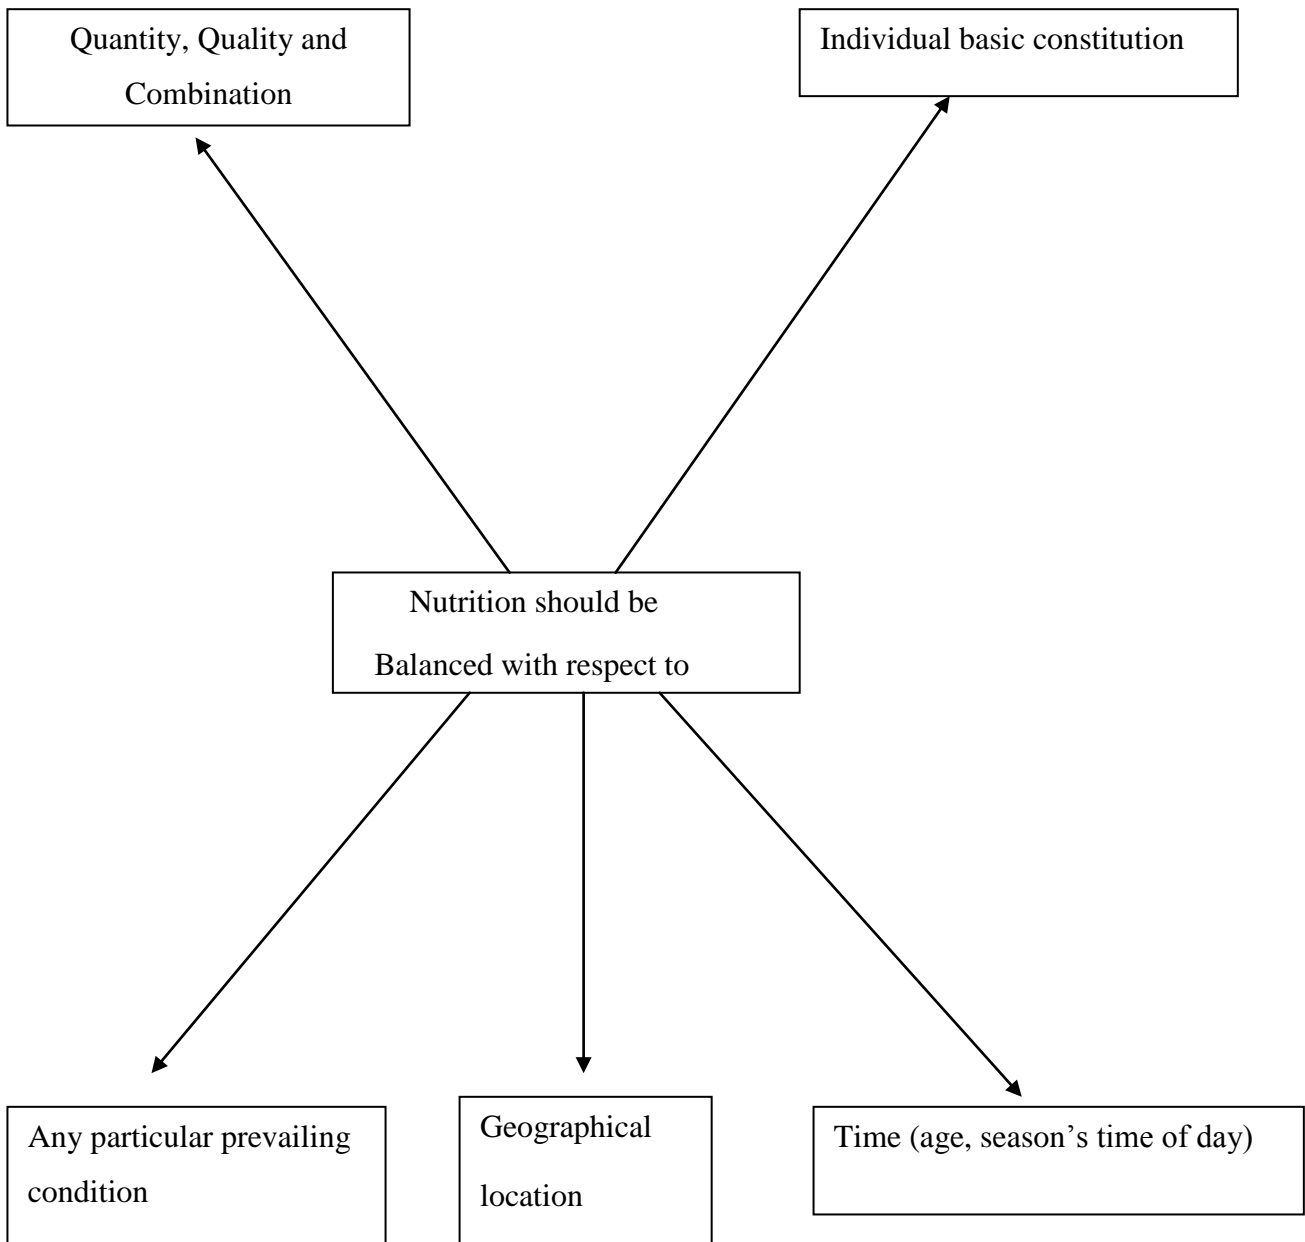 Quantity, Quality and
Combination
Individual basic constitution
Nutrition should be
Balanced with respect to
Any particular prevailing
condition
Geographical
location
Time (age, season’s time of day)